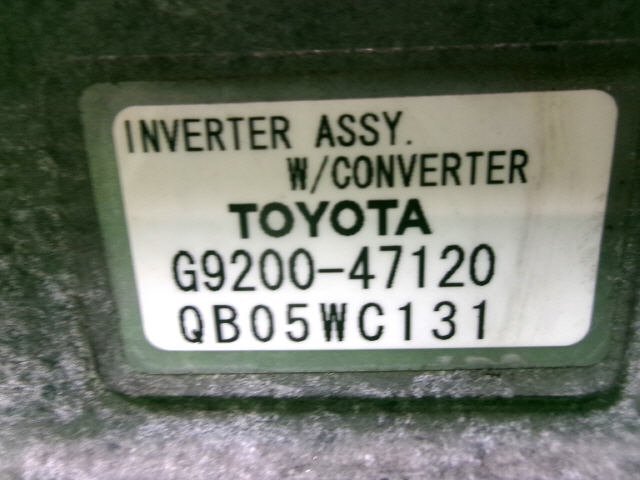 INVERTER ASSY.
W/CONVERTER
TOYOTA
G9200-47120
QB05WC131